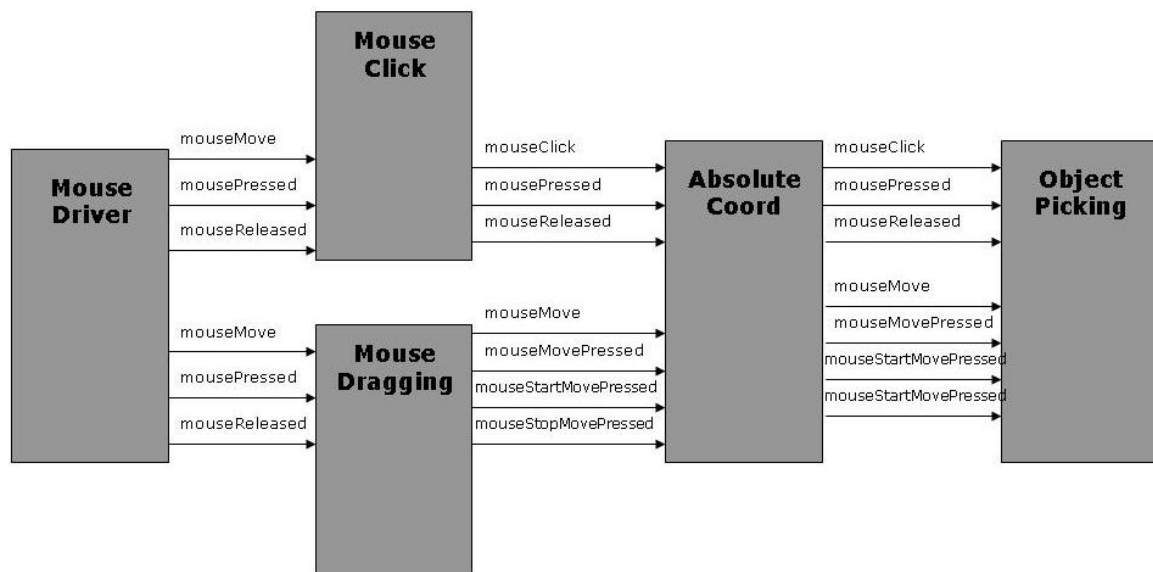 Mouse
Driver
mouseMove
mousePressed
mouseReleased
mouseMove
mousePressed
mouseReleased
Mouse
Click
Mouse
Dragging
mouseClick
mousePressed
mouseReleased
mouseMove
mouseMovePressed
mouseStartMovePressed
mouseStopMovePressed
Absolute
Coord
mouseClick
mousePressed
mouseReleased
mouseMove
mouseMovePressed
mouseStartMovePressed
mouseStartMovePressed
Object
Picking